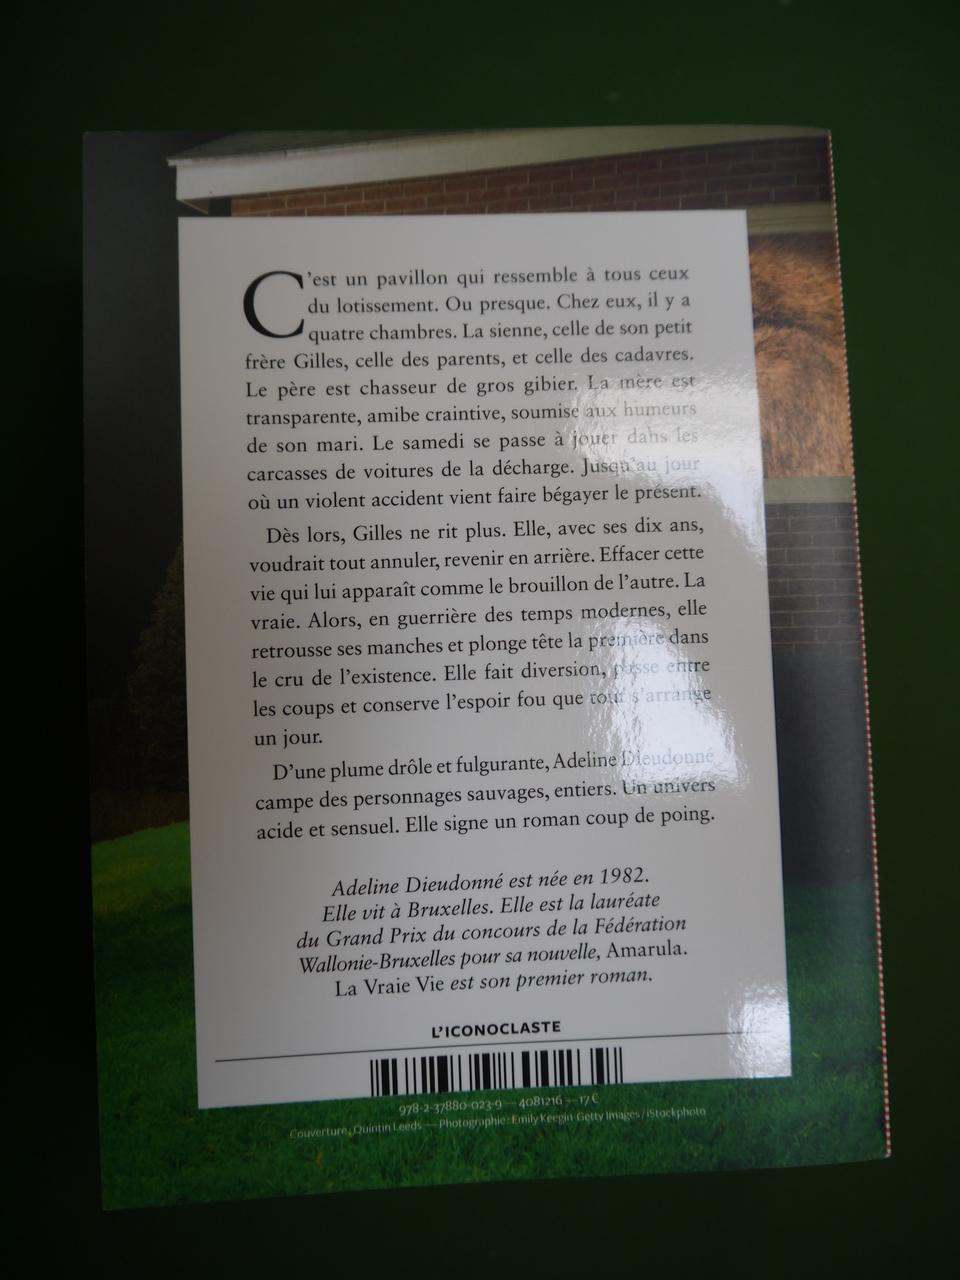 C'est un pavillon qui ressemble à tous ceux
du lotissement. Ou presque. Chez eux, il y a
quatre chambres. La sienne, celle de son petit
frère Gilles, celle des parents, et celle des cadavres.
Le père est chasseur de gros gibier. La mère est
transparente, amibe craintive, soumise aux humeurs
de son mari. Le samedi se passe à jouer dans les
carcasses de voitures de la décharge. Jusqu'au jour
où un violent accident vient faire bégayer le présent.
Dès lors, Gilles ne rit plus. Elle, avec ses dix ans,
voudrait tout annuler, revenir en arrière. Effacer cette
vie qui lui apparaît comme le brouillon de l'autre. La
vraie. Alors, en guerrière des temps modernes, elle
retrousse ses manches et plonge tête la première dans
le cru de l'existence. Elle fait diversion, passe entre
les coups et conserve l'espoir fou que tout s'arrange
un jour.
D'une plume drôle et fulgurante, Adeline Dieudonné
campe des personnages sauvages, entiers. Un univers
acide et sensuel. Elle signe un roman coup de poing.
Adeline Dieudonné est née en 1982.
Elle vit à Bruxelles. Elle est la lauréate
du Grand Prix du concours de la Fédération
Wallonie-Bruxelles pour sa nouvelle, Amarula.
La Vraie Vie est son premier roman.
L'ICONOCLASTE
978-2-37880-023-9 — 4081216 — 17 €
Couverture : Quintin Leeds — Photographie : Emily Keegin-Getty Images / iStockphoto